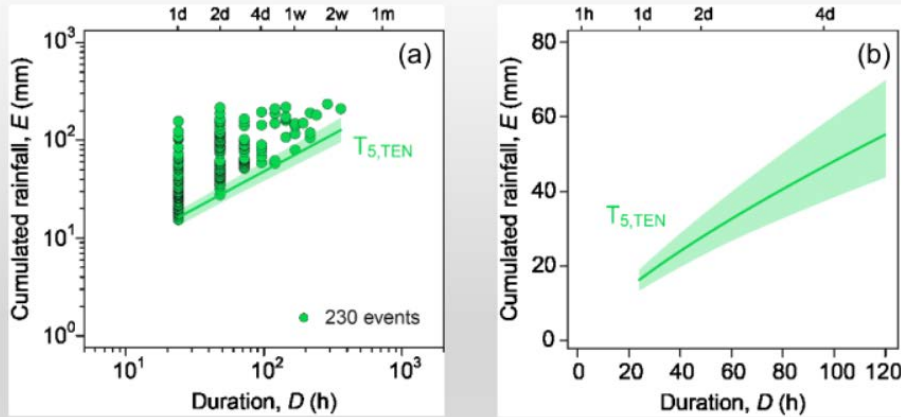 1d 2d 4d 1w 2w 1m
(a)
10³
10²
10¹
10⁰
Cumulated rainfall, E (mm)
T5,TEN
230 events
10¹ 10² 10³
Duration, D (h)
1h 1d 2d 4d
(b)
80
60
40
20
0
Cumulated rainfall, E (mm)
T5,TEN
0 20 40 60 80 100 120
Duration, D (h)